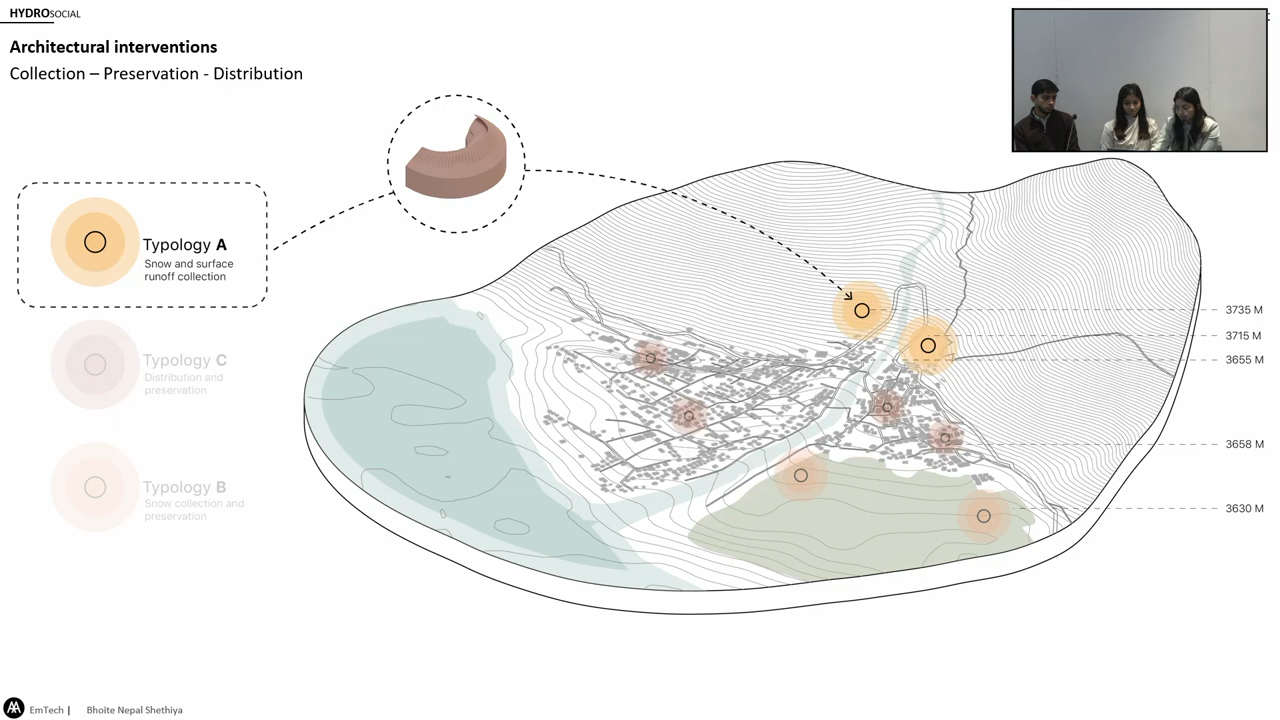 HYDROSOCIAL
Architectural interventions
Collection – Preservation - Distribution
Typology A
Snow and surface
runoff collection
Typology C
Distribution and
preservation
Typology B
Snow collection and
preservation
3735 M
3715 M
3655 M
3658 M
3630 M
AA EmTech | Bhoite Nepal Shethiya